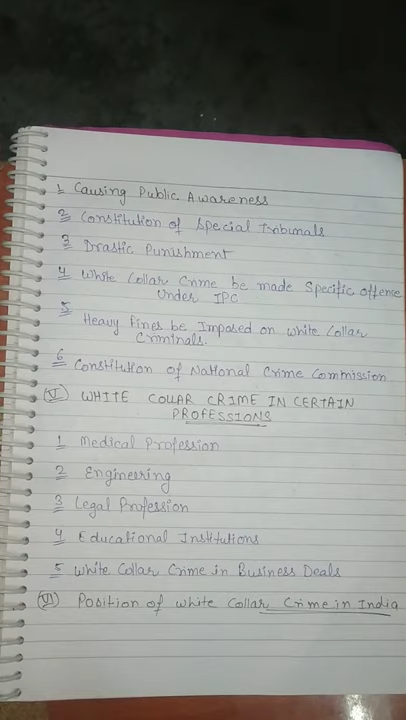 1 Causing Public Awareness
2 Constitution of Special Tribunals
3 Drastic Punishment
4 White Collar Crime be made Specific offence
Under IPC
5
Heavy Fines be Imposed on White Collar
Criminals.
6 Constitution of National Crime Commission
(V) WHITE COLLAR CRIME IN CERTAIN
PROFESSIONS
1 Medical Profession
2 Engineering
3 Legal Profession
4 Educational Institutions
5 White Collar Crime in Business Deals
(VI) Position of White Collar Crime in India